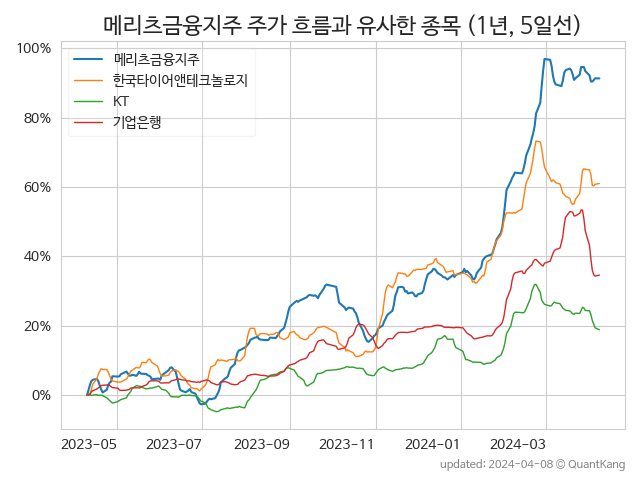 메리츠금융지주 주가 흐름과 유사한 종목 (1년, 5일선)
100%
80%
60%
40%
20%
0%
메리츠금융지주
한국타이어앤테크놀로지
KT
기업은행
2023-05
2023-07
2023-09
2023-11
2024-01
2024-03
updated: 2024-04-08 © QuantKang